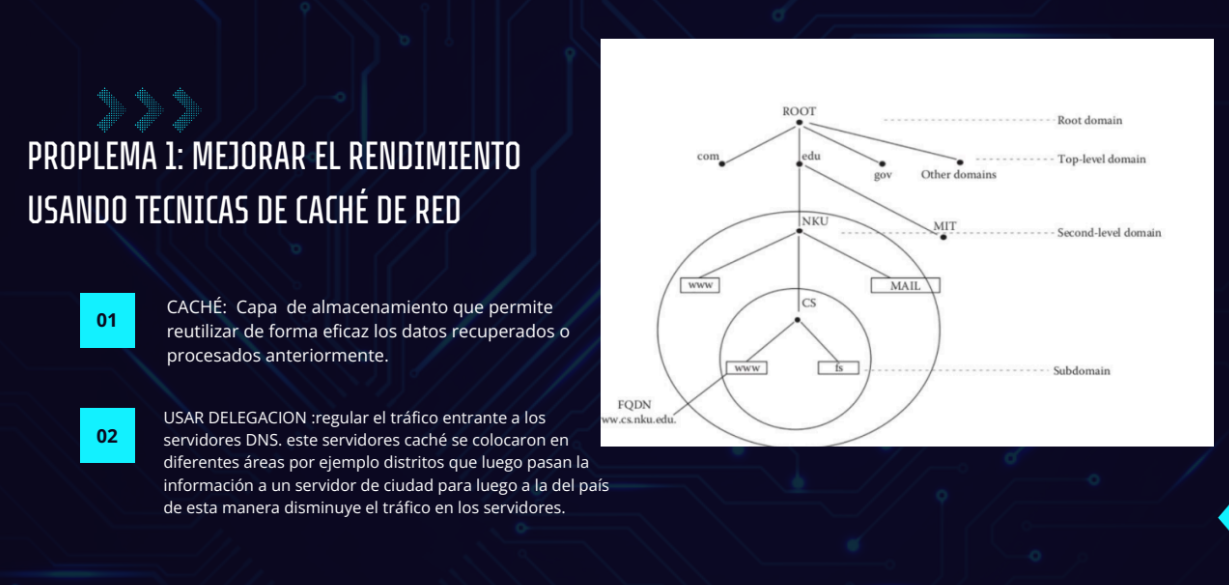 PROPLEMA 1: MEJORAR EL RENDIMIENTO
USANDO TECNICAS DE CACHÉ DE RED
01
CACHÉ: Capa de almacenamiento que permite
reutilizar de forma eficaz los datos recuperados o
procesados anteriormente.
02
USAR DELEGACION :regular el tráfico entrante a los
servidores DNS. este servidores caché se colocaron en
diferentes áreas por ejemplo distritos que luego pasan la
información a un servidor de ciudad para luego a la del país
de esta manera disminuye el tráfico en los servidores.
ROOT
Root domain
com
edu
gov
Other domains
Top-level domain
NKU
MIT
Second-level domain
www
MAIL
CS
www
fs
Subdomain
FQDN
ww.cs.nku.edu.